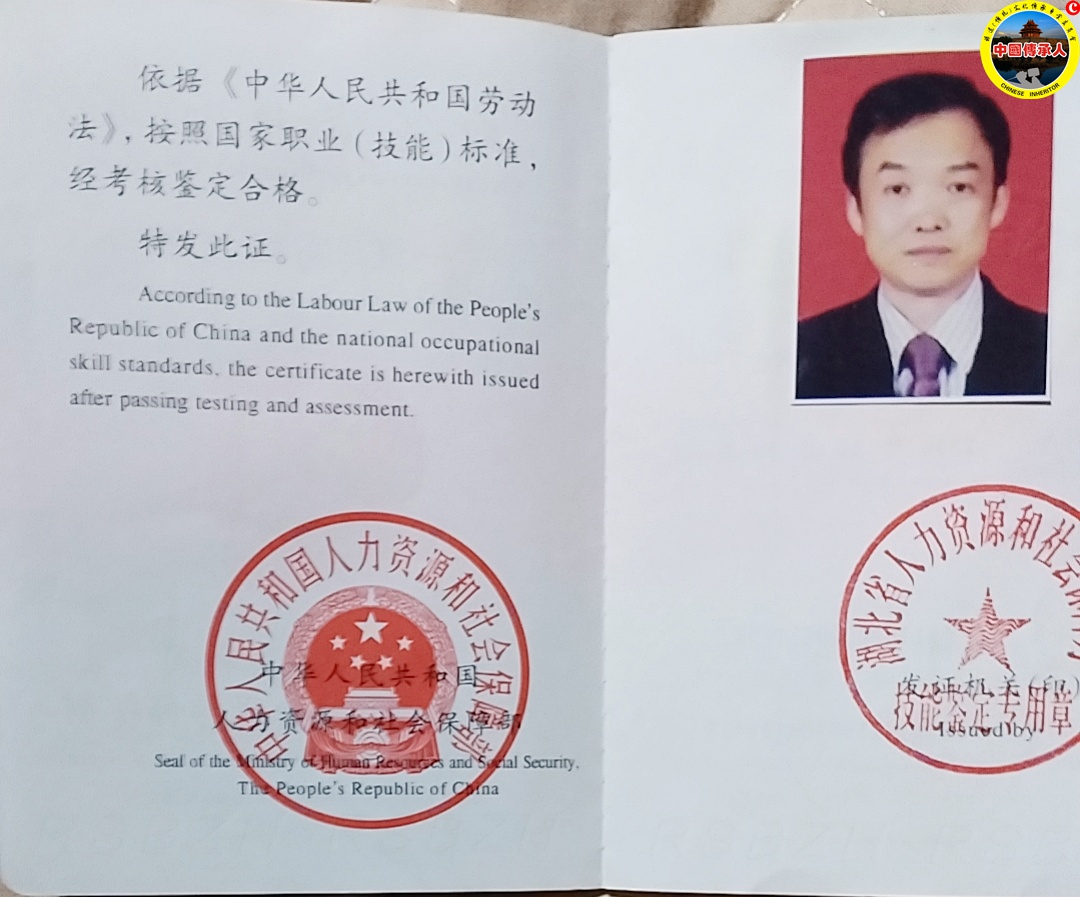 依据《中华人民共和国劳动
法》，按照国家职业（技能）标准，
经考核鉴定合格。
特发此证。
According to the Labour Law of the People's
Republic of China and the national occupational
skill standards, the certificate is herewith issued
after passing testing and assessment.
中华人民共和国人力资源和社会保障部
中华人民共和国
人力资源和社会保障部
Seal of the Ministry of Human Resources and Social Security,
The People's Republic of China
中國傳承人
CHINESE INHERITOR
C
湖北省人力资源和社会
发证机关(印)
技能鉴定专用章
Issued by